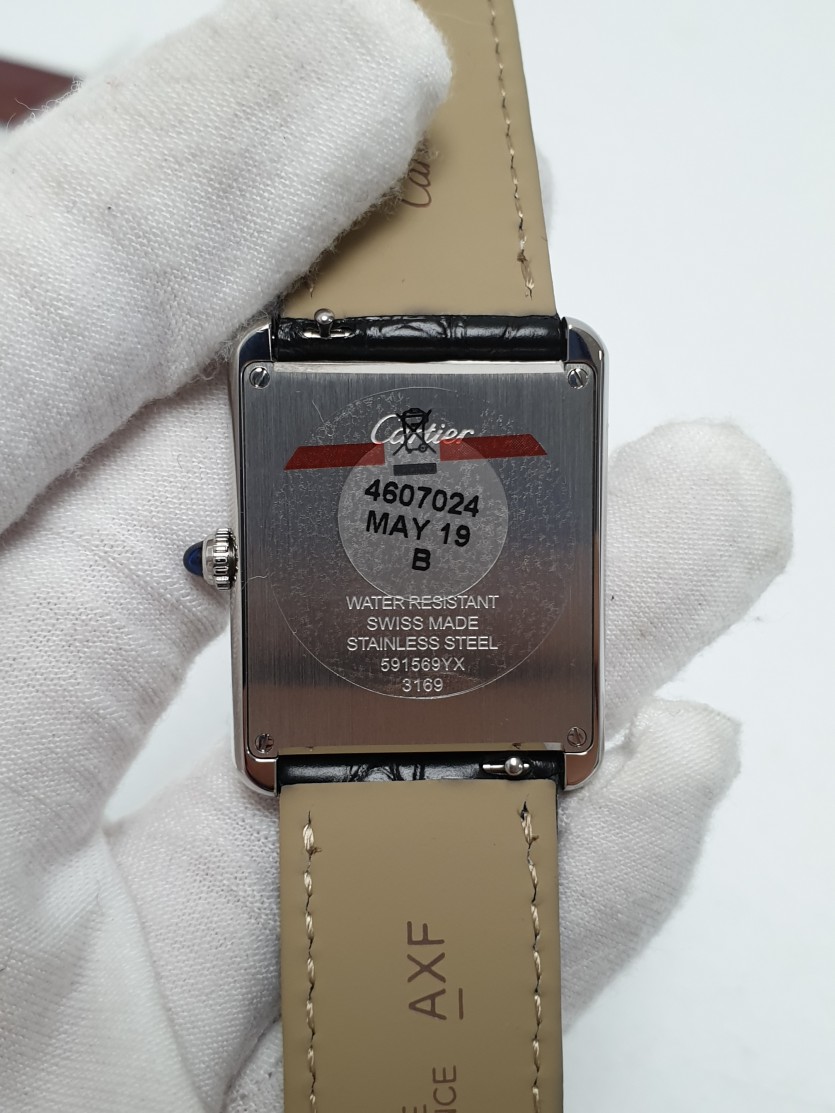 Cartier
4607024
MAY 19
B
WATER RESISTANT
SWISS MADE
STAINLESS STEEL
591569YX
3169
AXF